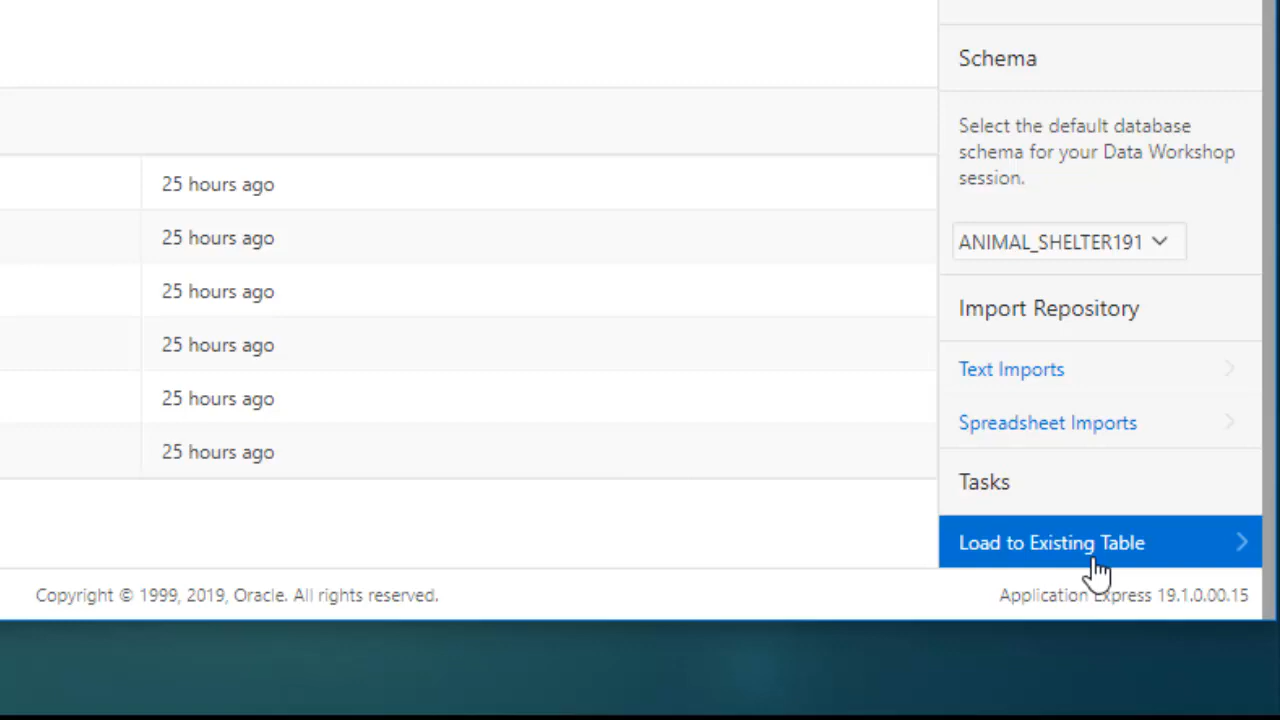 Schema
Select the default database
schema for your Data Workshop
session.
25 hours ago
25 hours ago
ANIMAL_SHELTER191
25 hours ago
Import Repository
25 hours ago
Text Imports
25 hours ago
Spreadsheet Imports
25 hours ago
Tasks
Load to Existing Table
Copyright © 1999, 2019, Oracle. All rights reserved.
Application Express 19.1.0.00.15